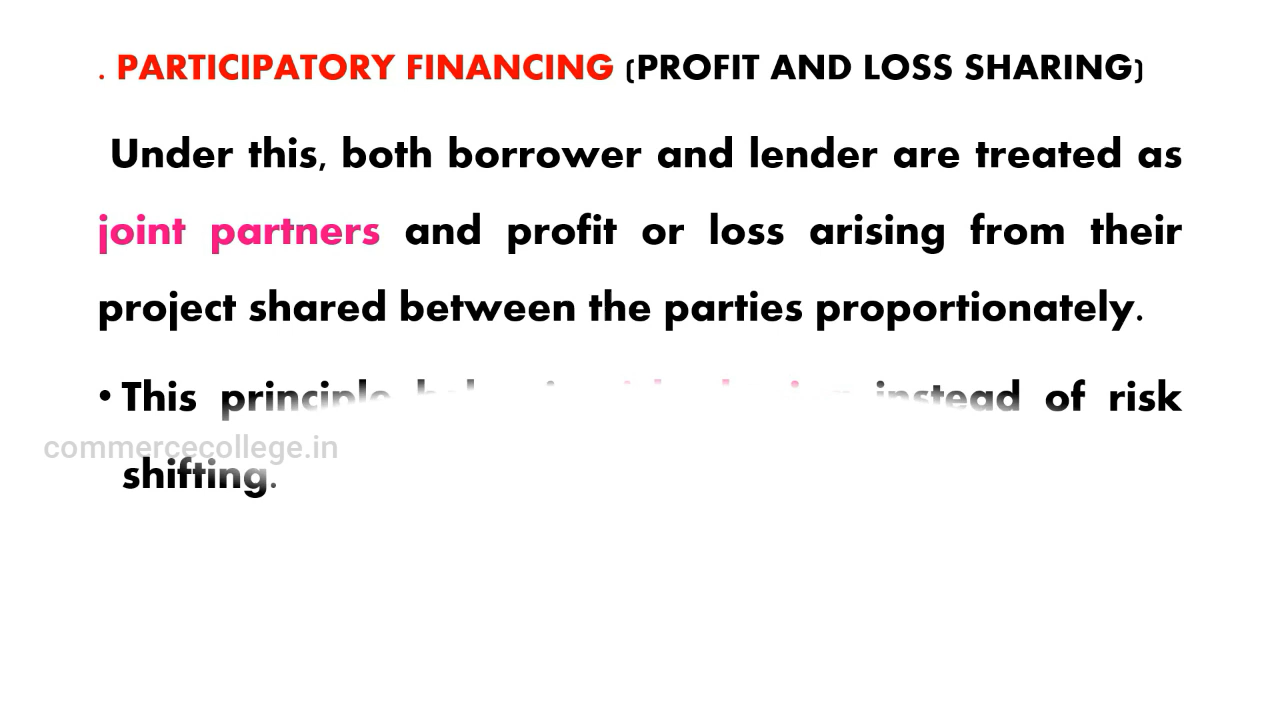 . PARTICIPATORY FINANCING (PROFIT AND LOSS SHARING)
Under this, both borrower and lender are treated as
joint partners and profit or loss arising from their
project shared between the parties proportionately.
• This principle instead of risk
commercecollege.in
shifting.